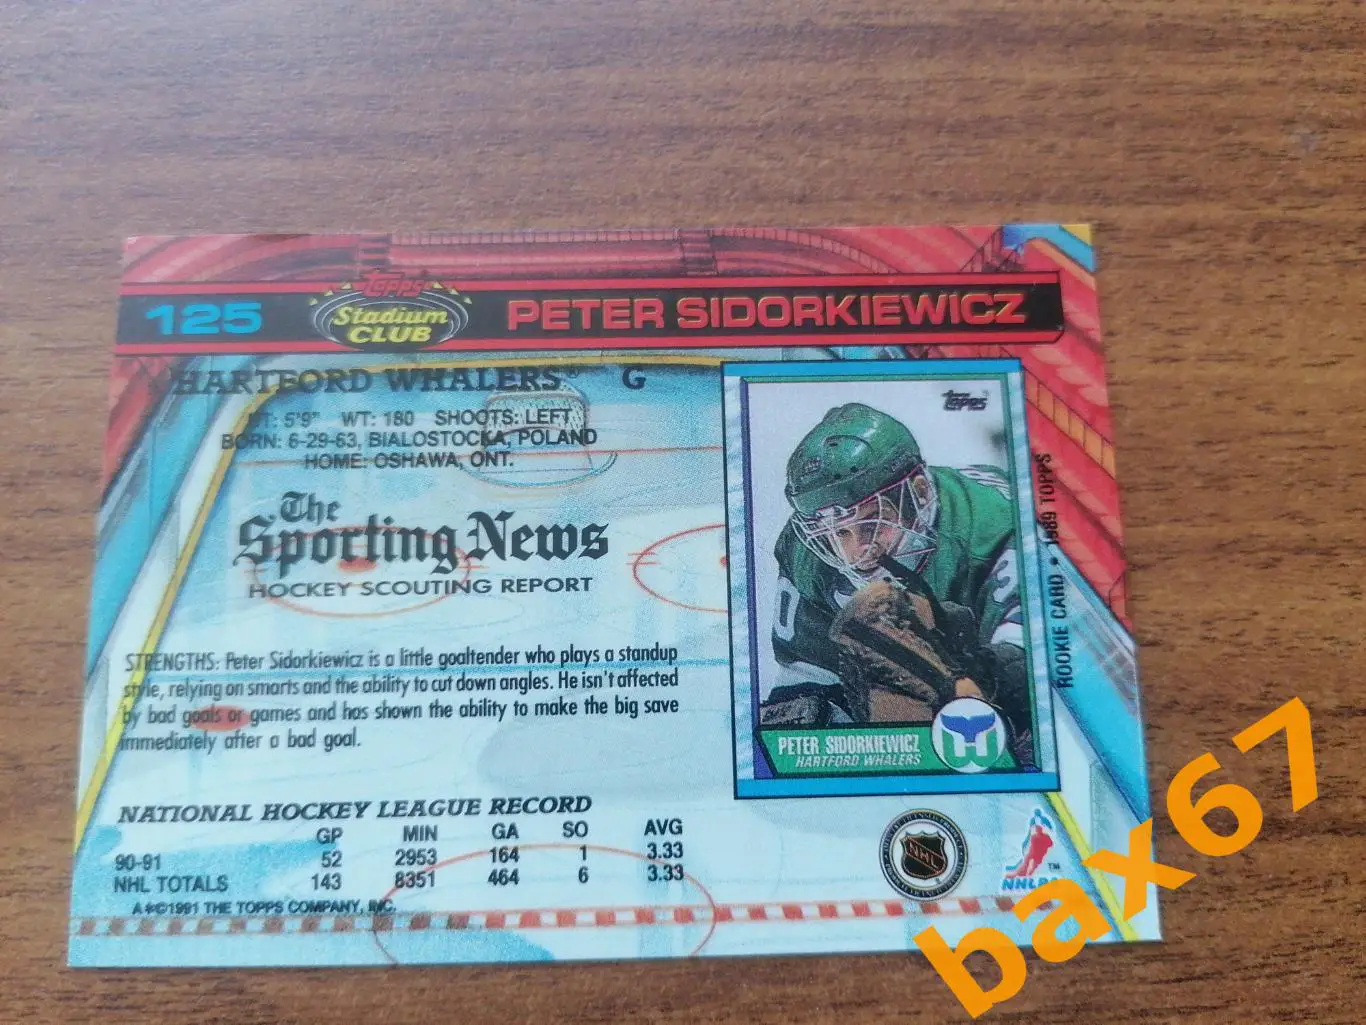 125
Topps
Stadium
CLUB
PETER SIDORKIEWICZ
HARTFORD WHALERS® G
HT: 5'9" WT: 180 SHOOTS: LEFT
BORN: 6-29-63, BIALOSTOCKA, POLAND
HOME: OSHAWA, ONT.
The
Sporting News
HOCKEY SCOUTING REPORT
STRENGTHS: Peter Sidorkiewicz is a little goaltender who plays a standup
style, relying on smarts and the ability to cut down angles. He isn't affected
by bad goals or games and has shown the ability to make the big save
immediately after a bad goal.
TOPPS
PETER SIDORKIEWICZ
HARTFORD WHALERS
ROOKIE CARD • 1989 TOPPS
NATIONAL HOCKEY LEAGUE RECORD
GP MIN GA SO AVG
90-91 52 2953 164 1 3.33
NHL TOTALS 143 8351 464 6 3.33
A ✻©1991 THE TOPPS COMPANY, INC.
NHL
NHLPA ™
bax67